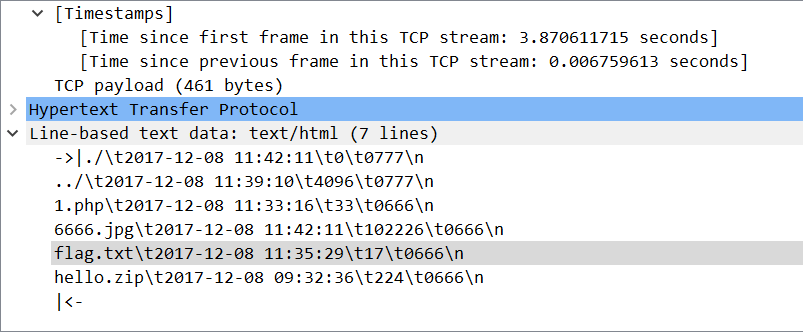 [Timestamps]
[Time since first frame in this TCP stream: 3.870611715 seconds]
[Time since previous frame in this TCP stream: 0.006759613 seconds]
TCP payload (461 bytes)
Hypertext Transfer Protocol
Line-based text data: text/html (7 lines)
->|./\t2017-12-08 11:42:11\t0\t0777\n
../\t2017-12-08 11:39:10\t4096\t0777\n
1.php\t2017-12-08 11:33:16\t33\t0666\n
6666.jpg\t2017-12-08 11:42:11\t102226\t0666\n
flag.txt\t2017-12-08 11:35:29\t17\t0666\n
hello.zip\t2017-12-08 09:32:36\t224\t0666\n
|<-